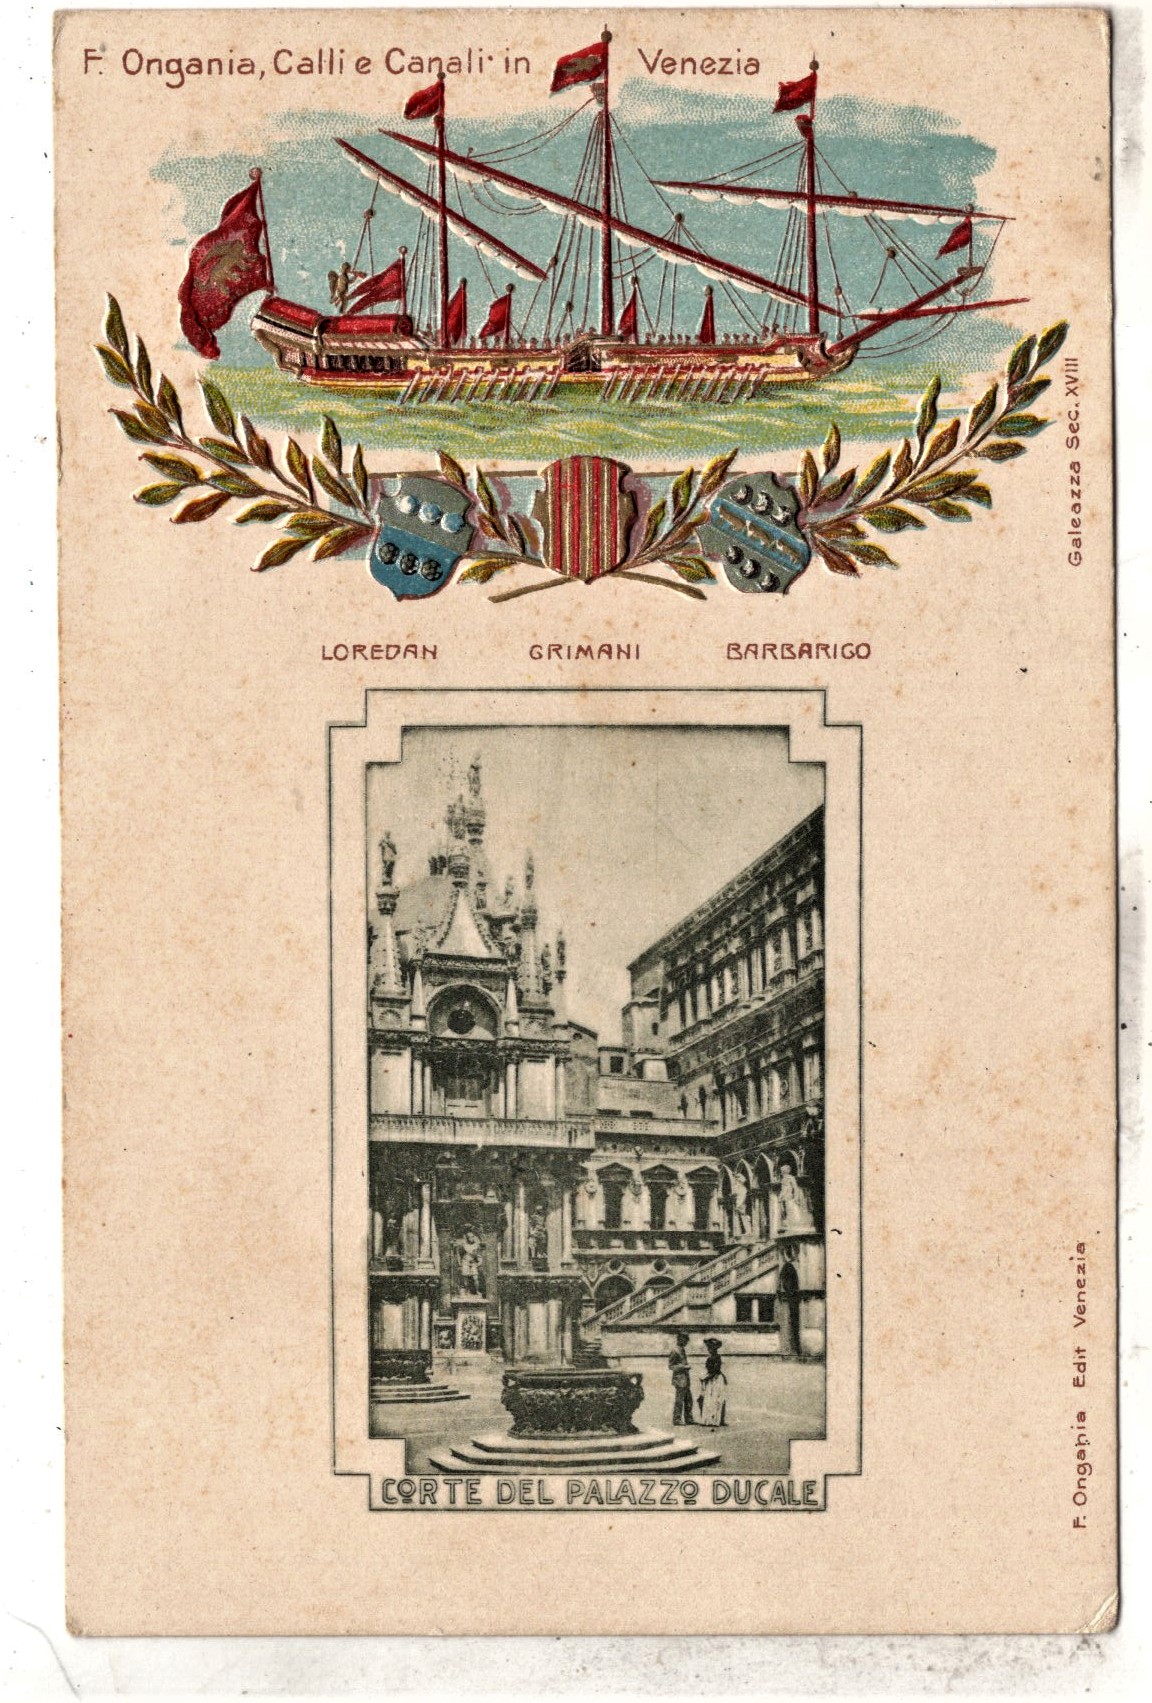 F. Ongania, Calli e Canali in Venezia
Galeazza Sec. XVIII
LOREDAN GRIMANI BARBARIGO
CORTE DEL PALAZZO DUCALE
F. Ongania Edit Venezia